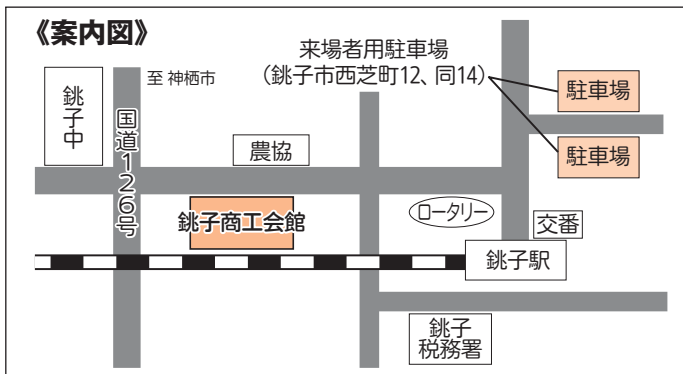 《案内図》
来場者用駐車場
(銚子市西芝町12、同14)
至 神栖市
銚子中
国道126号
農協
駐車場
駐車場
銚子商工会館
ロータリー
交番
銚子駅
銚子
税務署